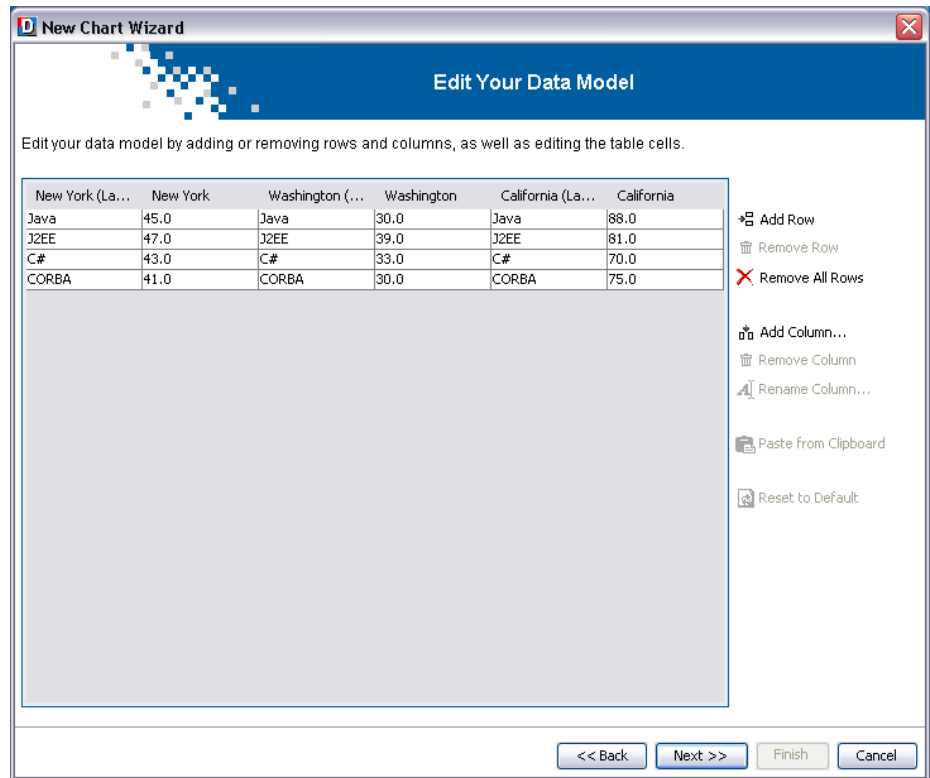 New Chart Wizard
Edit Your Data Model
Edit your data model by adding or removing rows and columns, as well as editing the table cells.
New York (La... New York Washington (... Washington California (La... California
Java 45.0 Java 30.0 Java 88.0
J2EE 47.0 J2EE 39.0 J2EE 81.0
C# 43.0 C# 33.0 C# 70.0
CORBA 41.0 CORBA 30.0 CORBA 75.0
Add Row
Remove Row
Remove All Rows
Add Column...
Remove Column
Rename Column...
Paste from Clipboard
Reset to Default
<< Back Next >> Finish Cancel